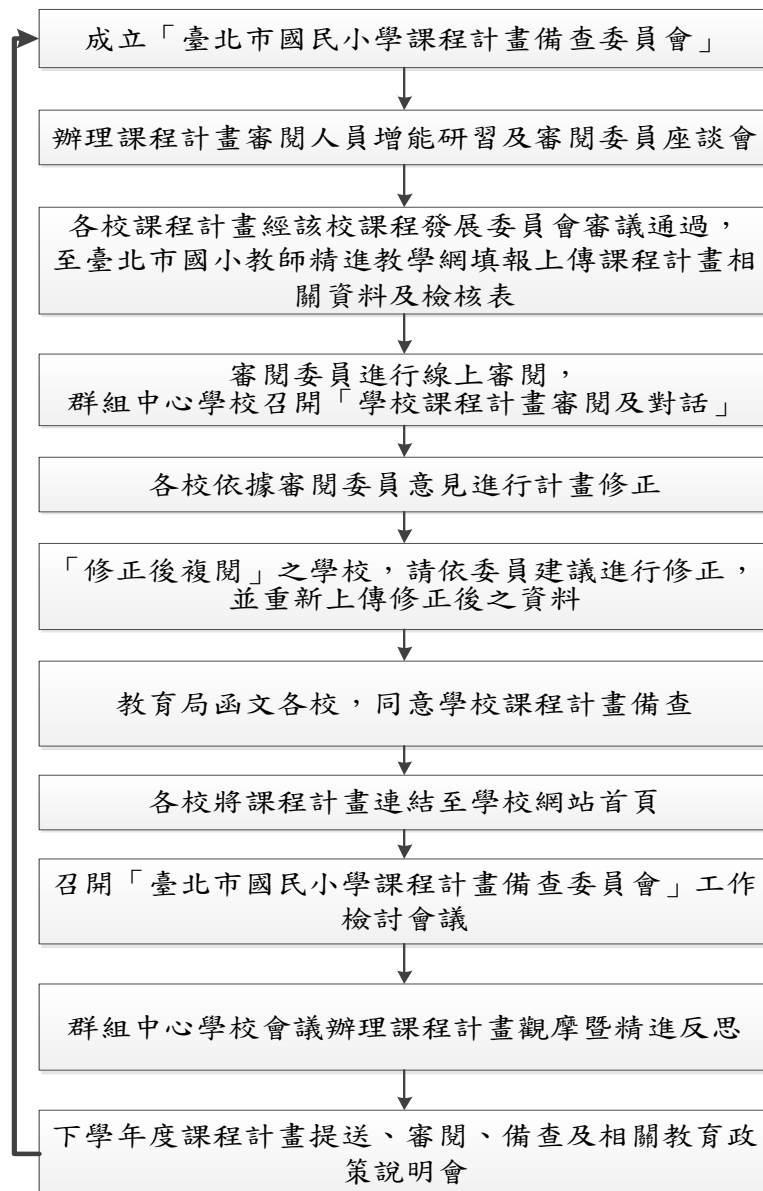 成立「臺北市國民小學課程計畫備查委員會」
辦理課程計畫審閱人員增能研習及審閱委員座談會
各校課程計畫經該校課程發展委員會審議通過，
至臺北市國小教師精進教學網填報上傳課程計畫相
關資料及檢核表
審閱委員進行線上審閱，
群組中心學校召開「學校課程計畫審閱及對話」
各校依據審閱委員意見進行計畫修正
「修正後複閱」之學校，請依委員建議進行修正，
並重新上傳修正後之資料
教育局函文各校，同意學校課程計畫備查
各校將課程計畫連結至學校網站首頁
召開「臺北市國民小學課程計畫備查委員會」工作
檢討會議
群組中心學校會議辦理課程計畫觀摩暨精進反思
下學年度課程計畫提送、審閱、備查及相關教育政
策說明會